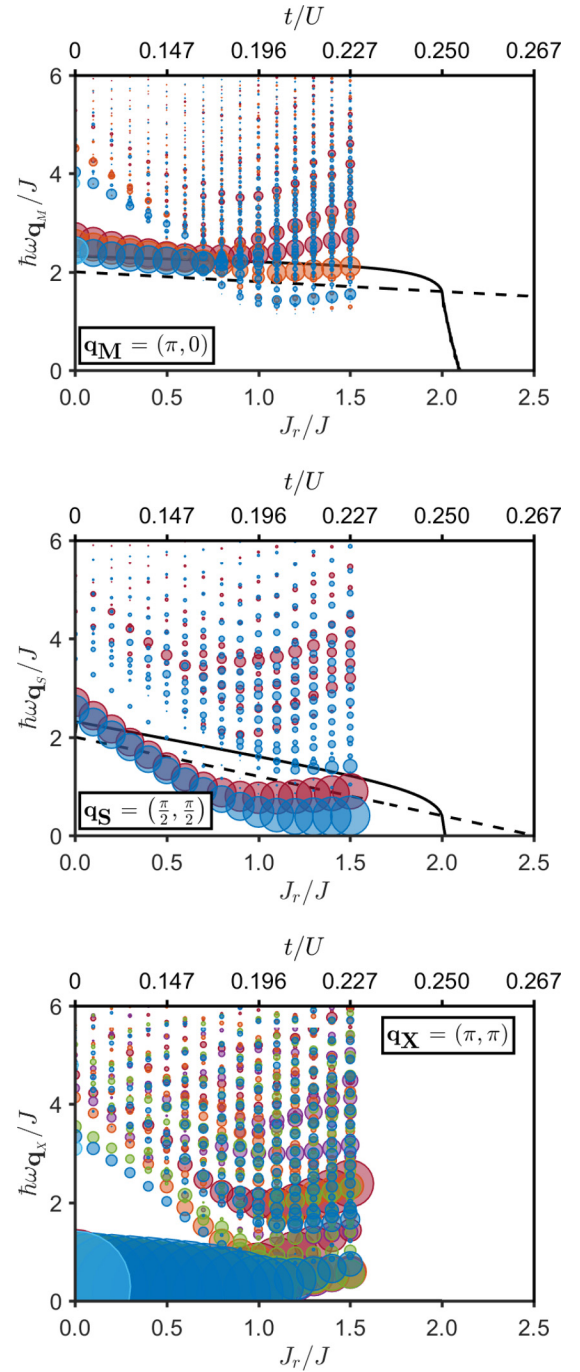 t/U
0 0.147 0.196 0.227 0.250 0.267
6
4
2
0
ħω_{q_M}/J
q_M = (π, 0)
0.0 0.5 1.0 1.5 2.0 2.5
J_r/J
t/U
0 0.147 0.196 0.227 0.250 0.267
6
4
2
0
ħω_{q_S}/J
q_S = (π/2, π/2)
0.0 0.5 1.0 1.5 2.0 2.5
J_r/J
t/U
0 0.147 0.196 0.227 0.250 0.267
6
4
2
0
ħω_{q_X}/J
q_X = (π, π)
0.0 0.5 1.0 1.5 2.0 2.5
J_r/J